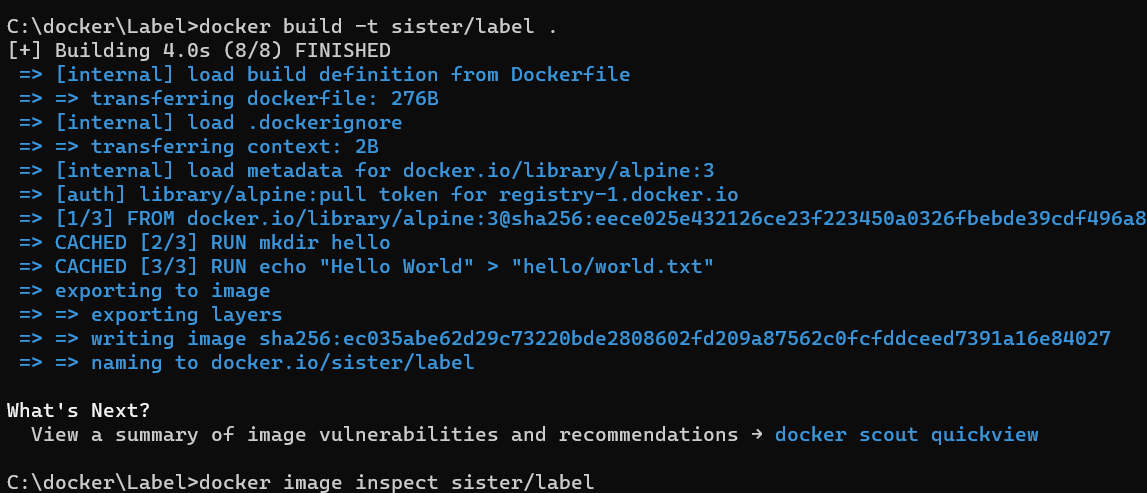 C:\docker\Label>docker build -t sister/label .
[+] Building 4.0s (8/8) FINISHED
=> [internal] load build definition from Dockerfile
=> => transferring dockerfile: 276B
=> [internal] load .dockerignore
=> => transferring context: 2B
=> [internal] load metadata for docker.io/library/alpine:3
=> [auth] library/alpine:pull token for registry-1.docker.io
=> [1/3] FROM docker.io/library/alpine:3@sha256:eece025e432126ce23f223450a0326fbebde39cdf496a8
=> CACHED [2/3] RUN mkdir hello
=> CACHED [3/3] RUN echo "Hello World" > "hello/world.txt"
=> exporting to image
=> => exporting layers
=> => writing image sha256:ec035abe62d29c73220bde2808602fd209a87562c0fcfddceed7391a16e84027
=> => naming to docker.io/sister/label
What's Next?
View a summary of image vulnerabilities and recommendations → docker scout quickview
C:\docker\Label>docker image inspect sister/label